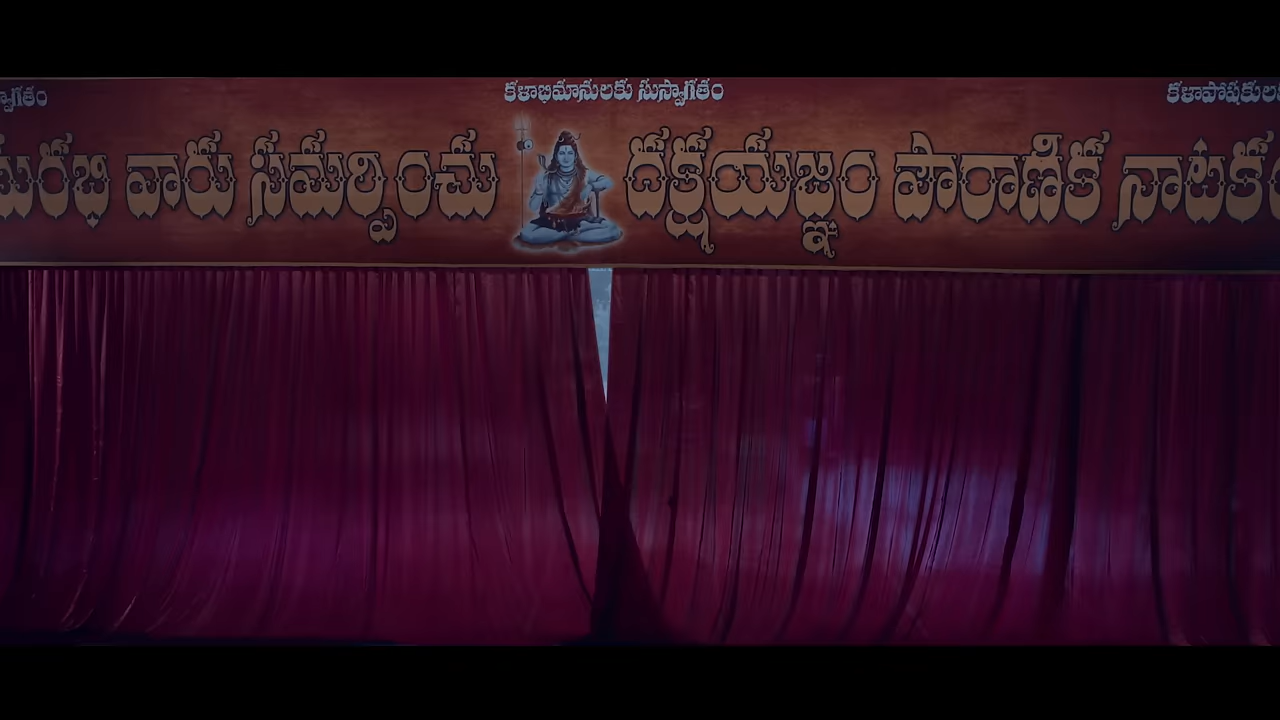 కళాభిమానులకు సుస్వాగతం
వారు సమర్పించు దక్షయజ్ఞం పౌరాణిక